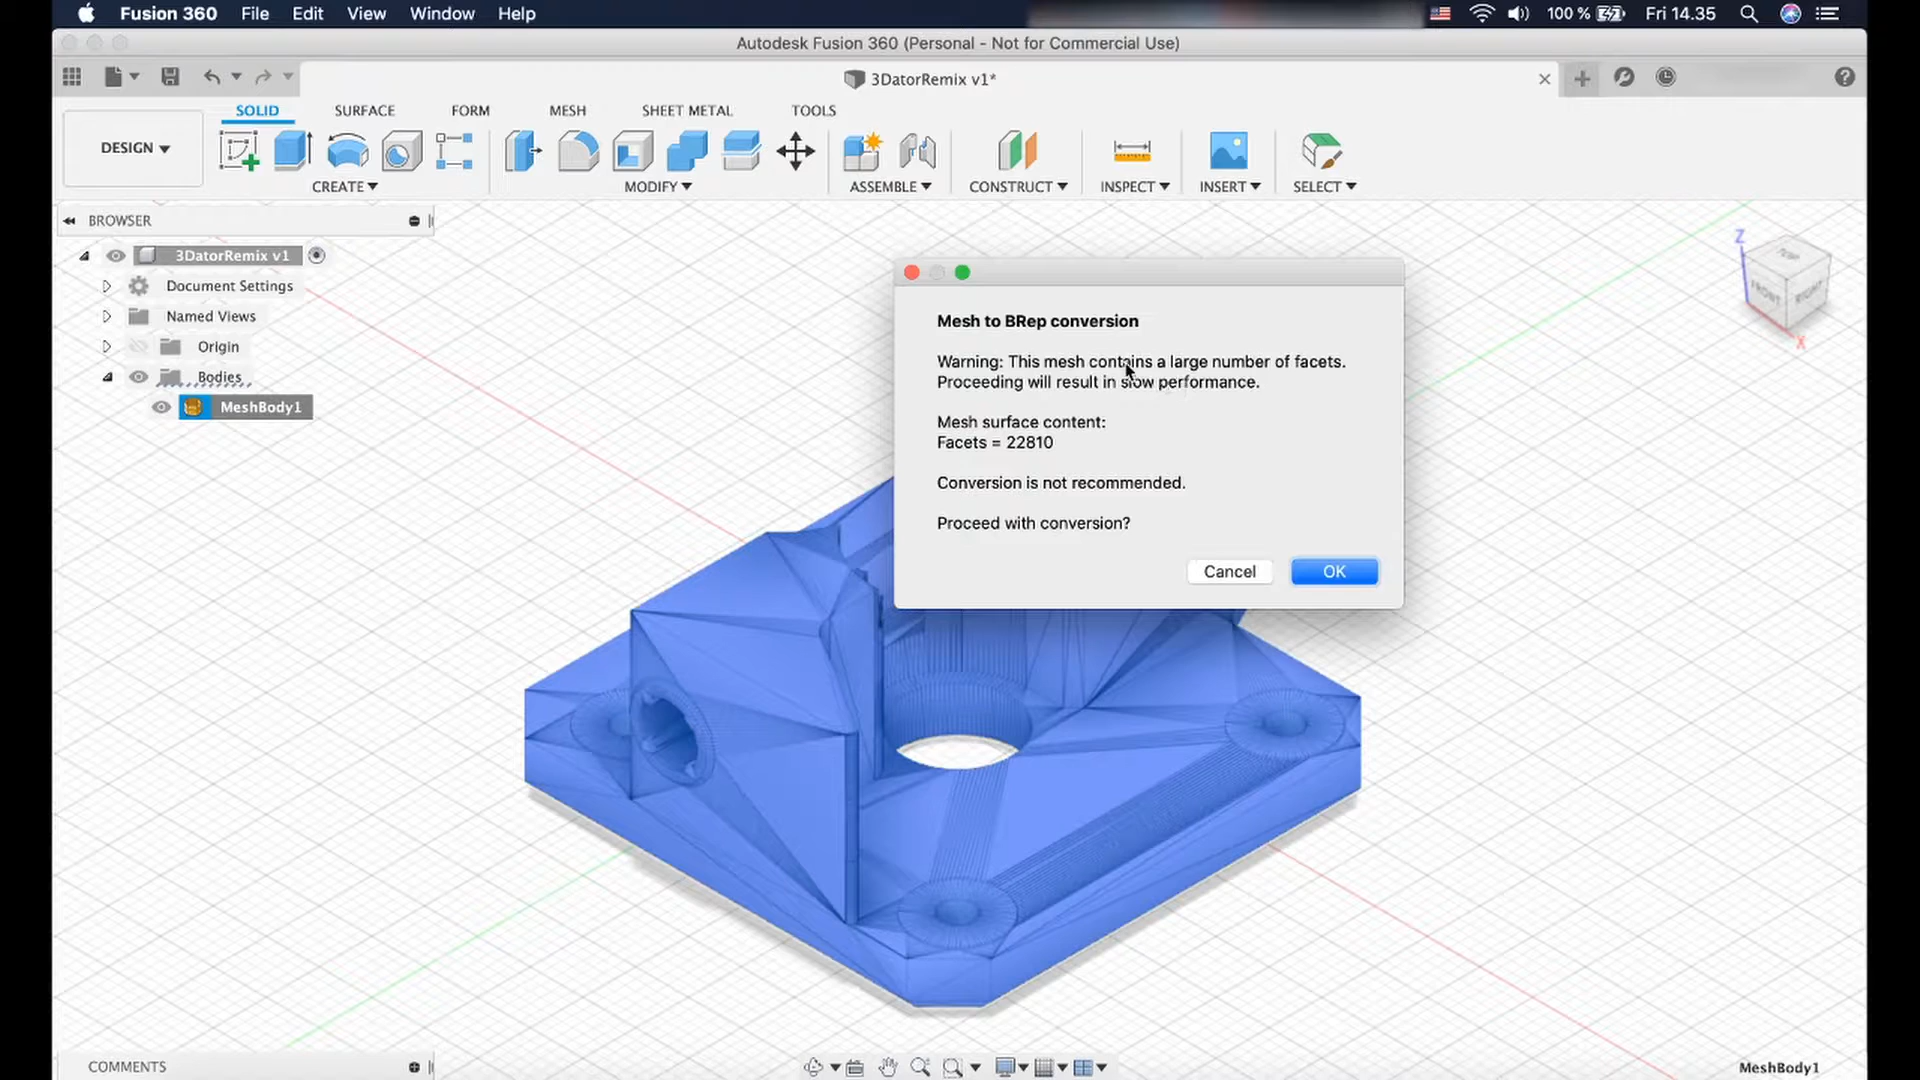 Fusion 360 File Edit View Window Help 100 % Fri 14.35
Autodesk Fusion 360 (Personal - Not for Commercial Use)
3DatorRemix v1*
SOLID SURFACE FORM MESH SHEET METAL TOOLS
DESIGN
CREATE MODIFY ASSEMBLE CONSTRUCT INSPECT INSERT SELECT
BROWSER
3DatorRemix v1
Document Settings
Named Views
Origin
Bodies
MeshBody1
Mesh to BRep conversion
Warning: This mesh contains a large number of facets.
Proceeding will result in slow performance.
Mesh surface content:
Facets = 22810
Conversion is not recommended.
Proceed with conversion?
Cancel OK
Z
TOP
FRONT RIGHT
X
COMMENTS
MeshBody1